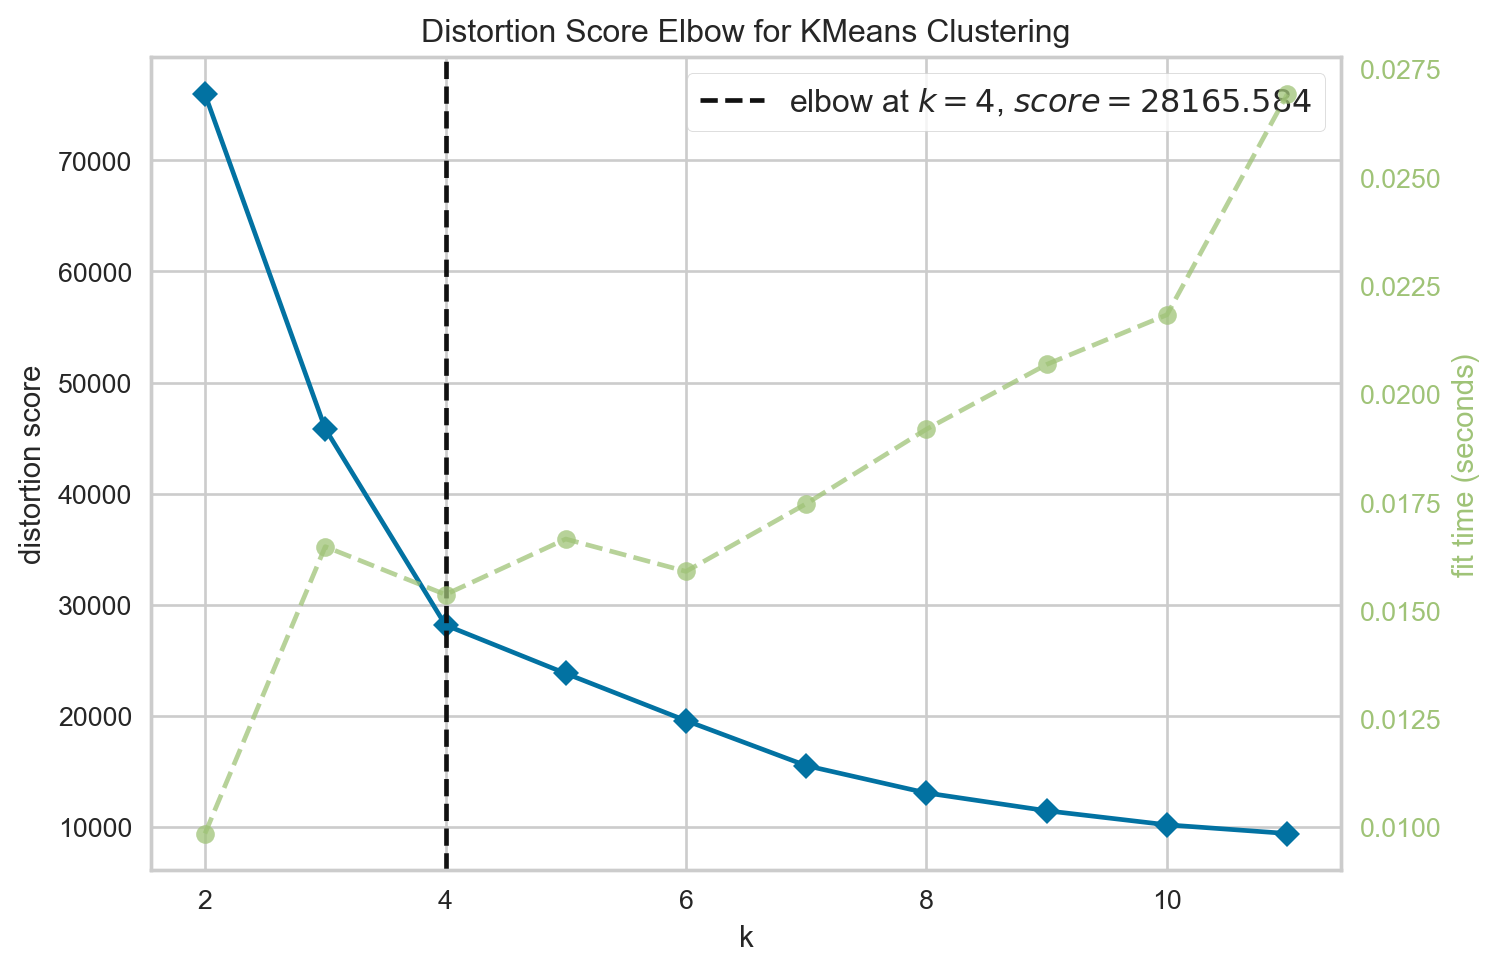 Distortion Score Elbow for KMeans Clustering
elbow at k = 4, score = 28165.584
distortion score
70000
60000
50000
40000
30000
20000
10000
0.0275
0.0250
0.0225
0.0200
0.0175
0.0150
0.0125
0.0100
fit time (seconds)
2 4 6 8 10
k